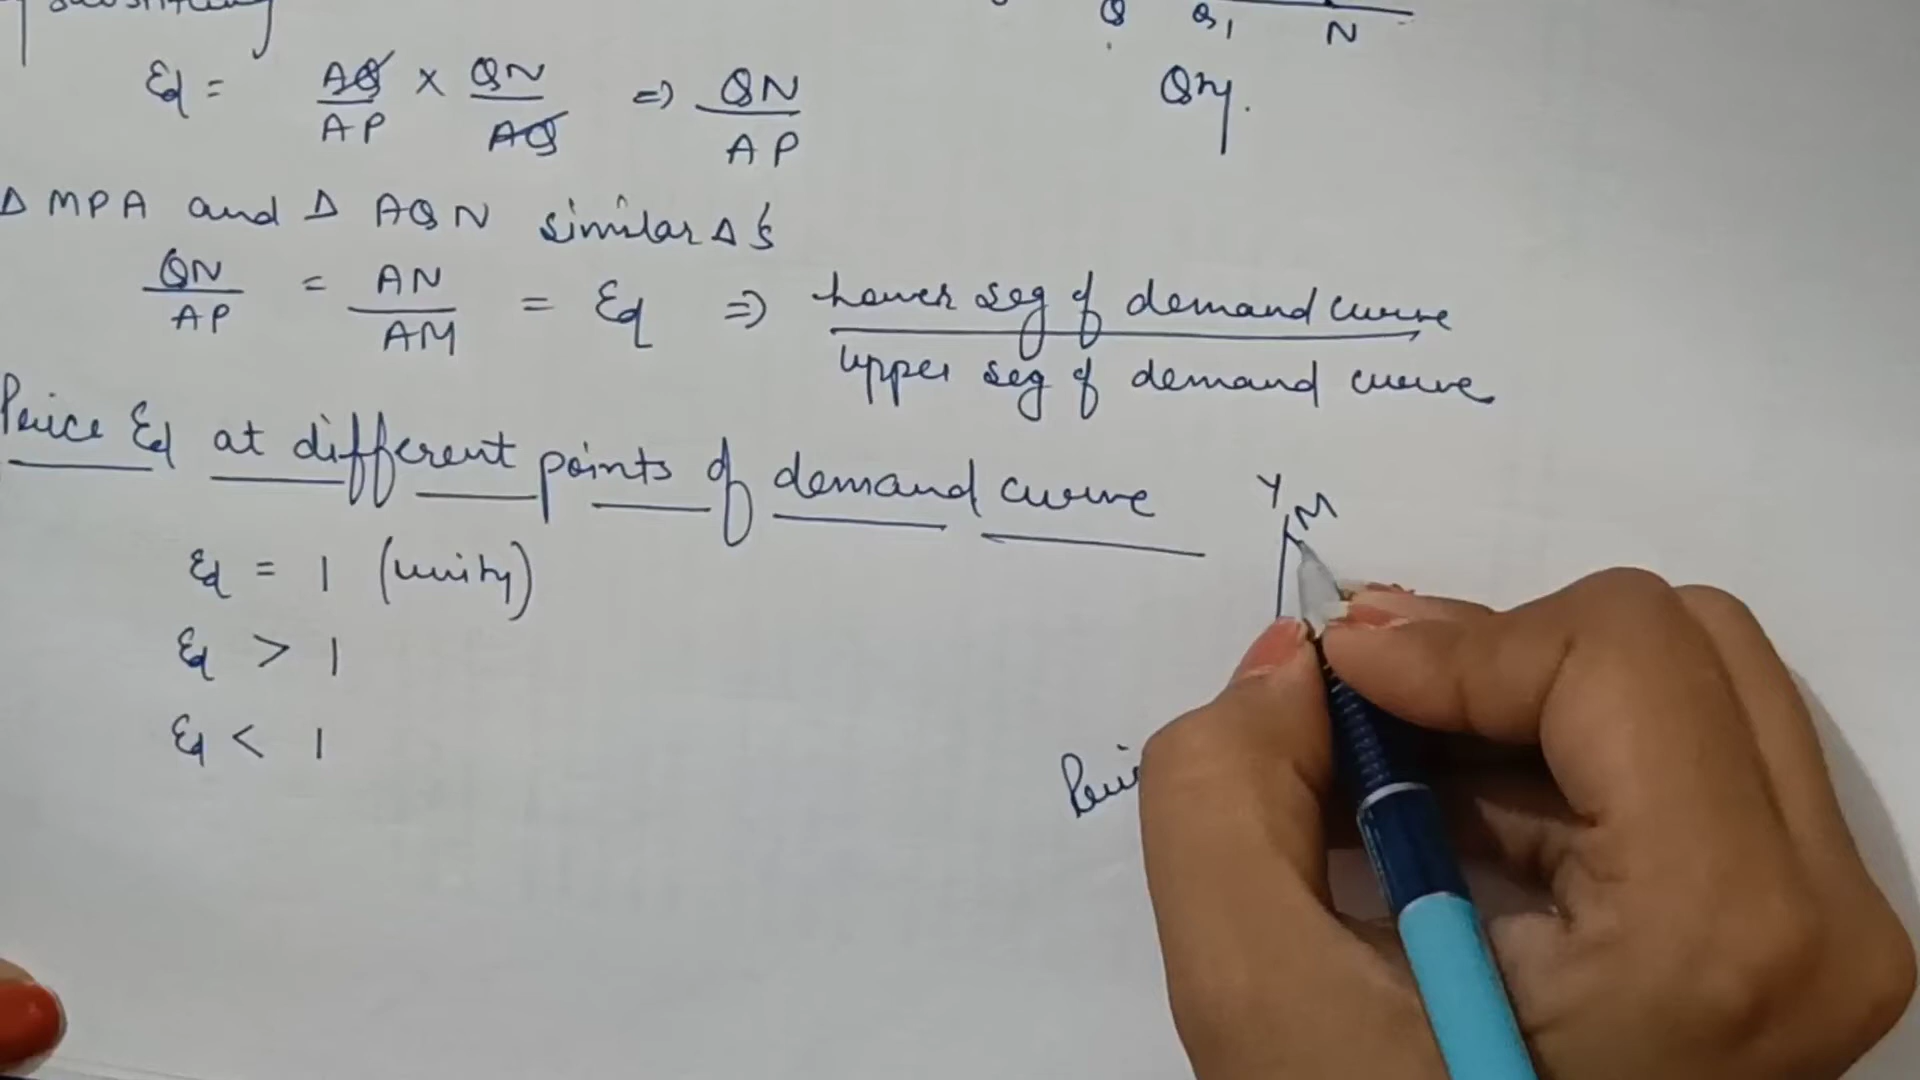 Q Q1 N
Ed = AQ/AP × QN/AQ ⇒ QN/AP
Qty.
Δ MPA and Δ AQN similar Δ's
QN/AP = AN/AM = Ed ⇒ Lower seg of demand curve/upper seg of demand curve
Price Ed at different points of demand curve
Y M
Ed = 1 (unity)
Ed > 1
Ed < 1